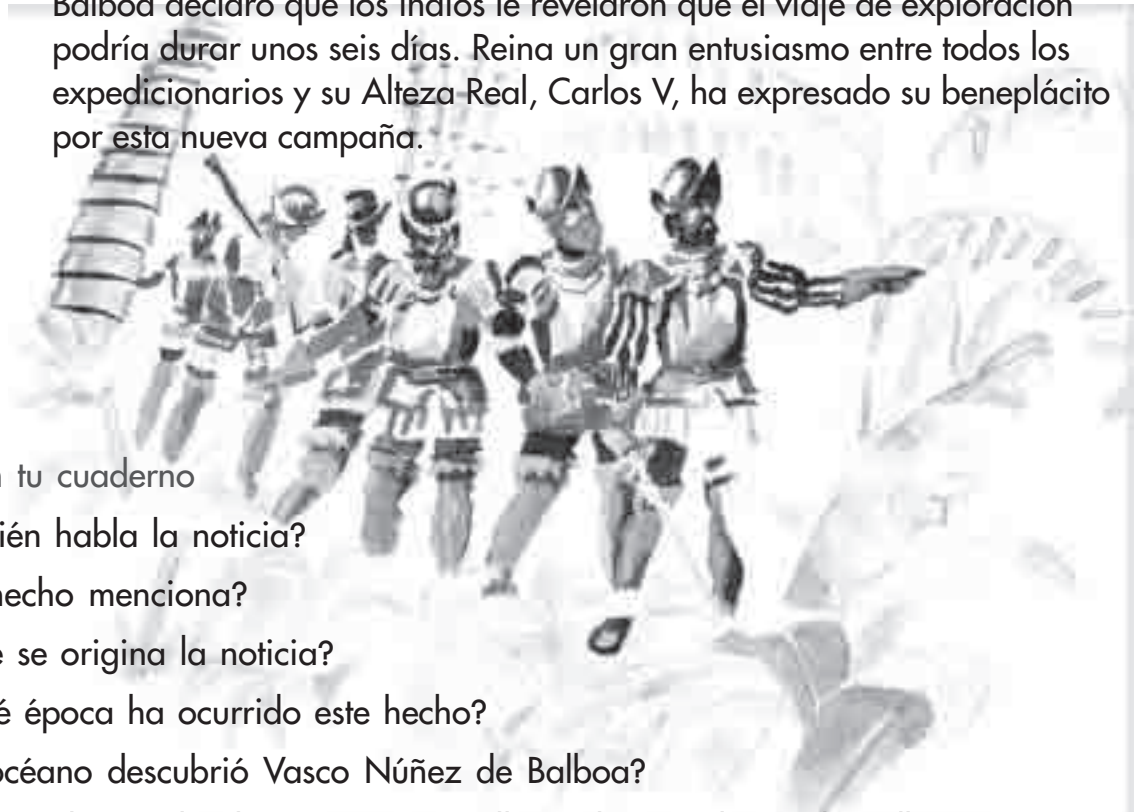 Balboa declaró que los indios le revelaron que el viaje de exploración
podría durar unos seis días. Reina un gran entusiasmo entre todos los
expedicionarios y su Alteza Real, Carlos V, ha expresado su beneplácito
por esta nueva campaña.
tu cuaderno
ién habla la noticia?
hecho menciona?
se origina la noticia?
é época ha ocurrido este hecho?
océano descubrió Vasco Núñez de Balboa?